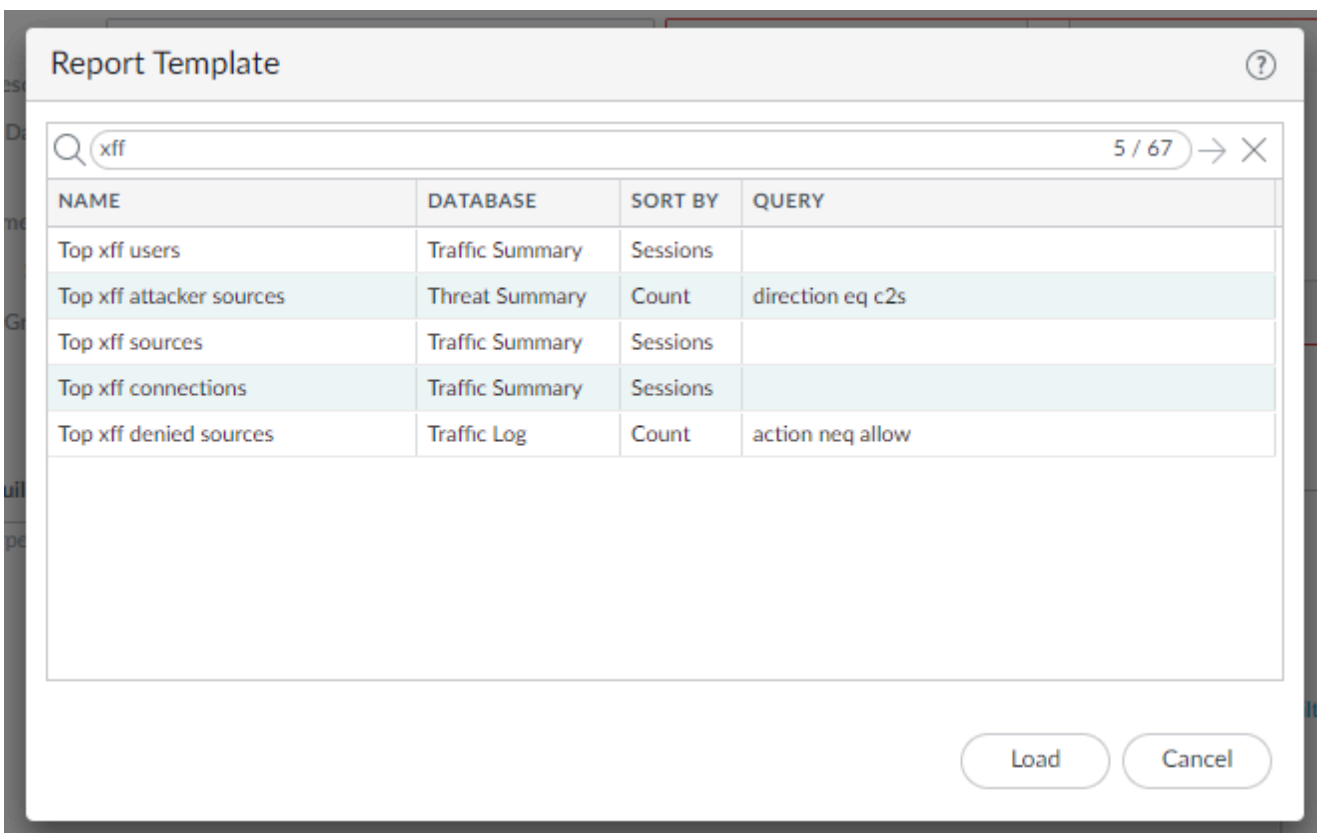 Report Template
?
xff 5 / 67
NAME DATABASE SORT BY QUERY
Top xff users Traffic Summary Sessions
Top xff attacker sources Threat Summary Count direction eq c2s
Top xff sources Traffic Summary Sessions
Top xff connections Traffic Summary Sessions
Top xff denied sources Traffic Log Count action neq allow
Load Cancel